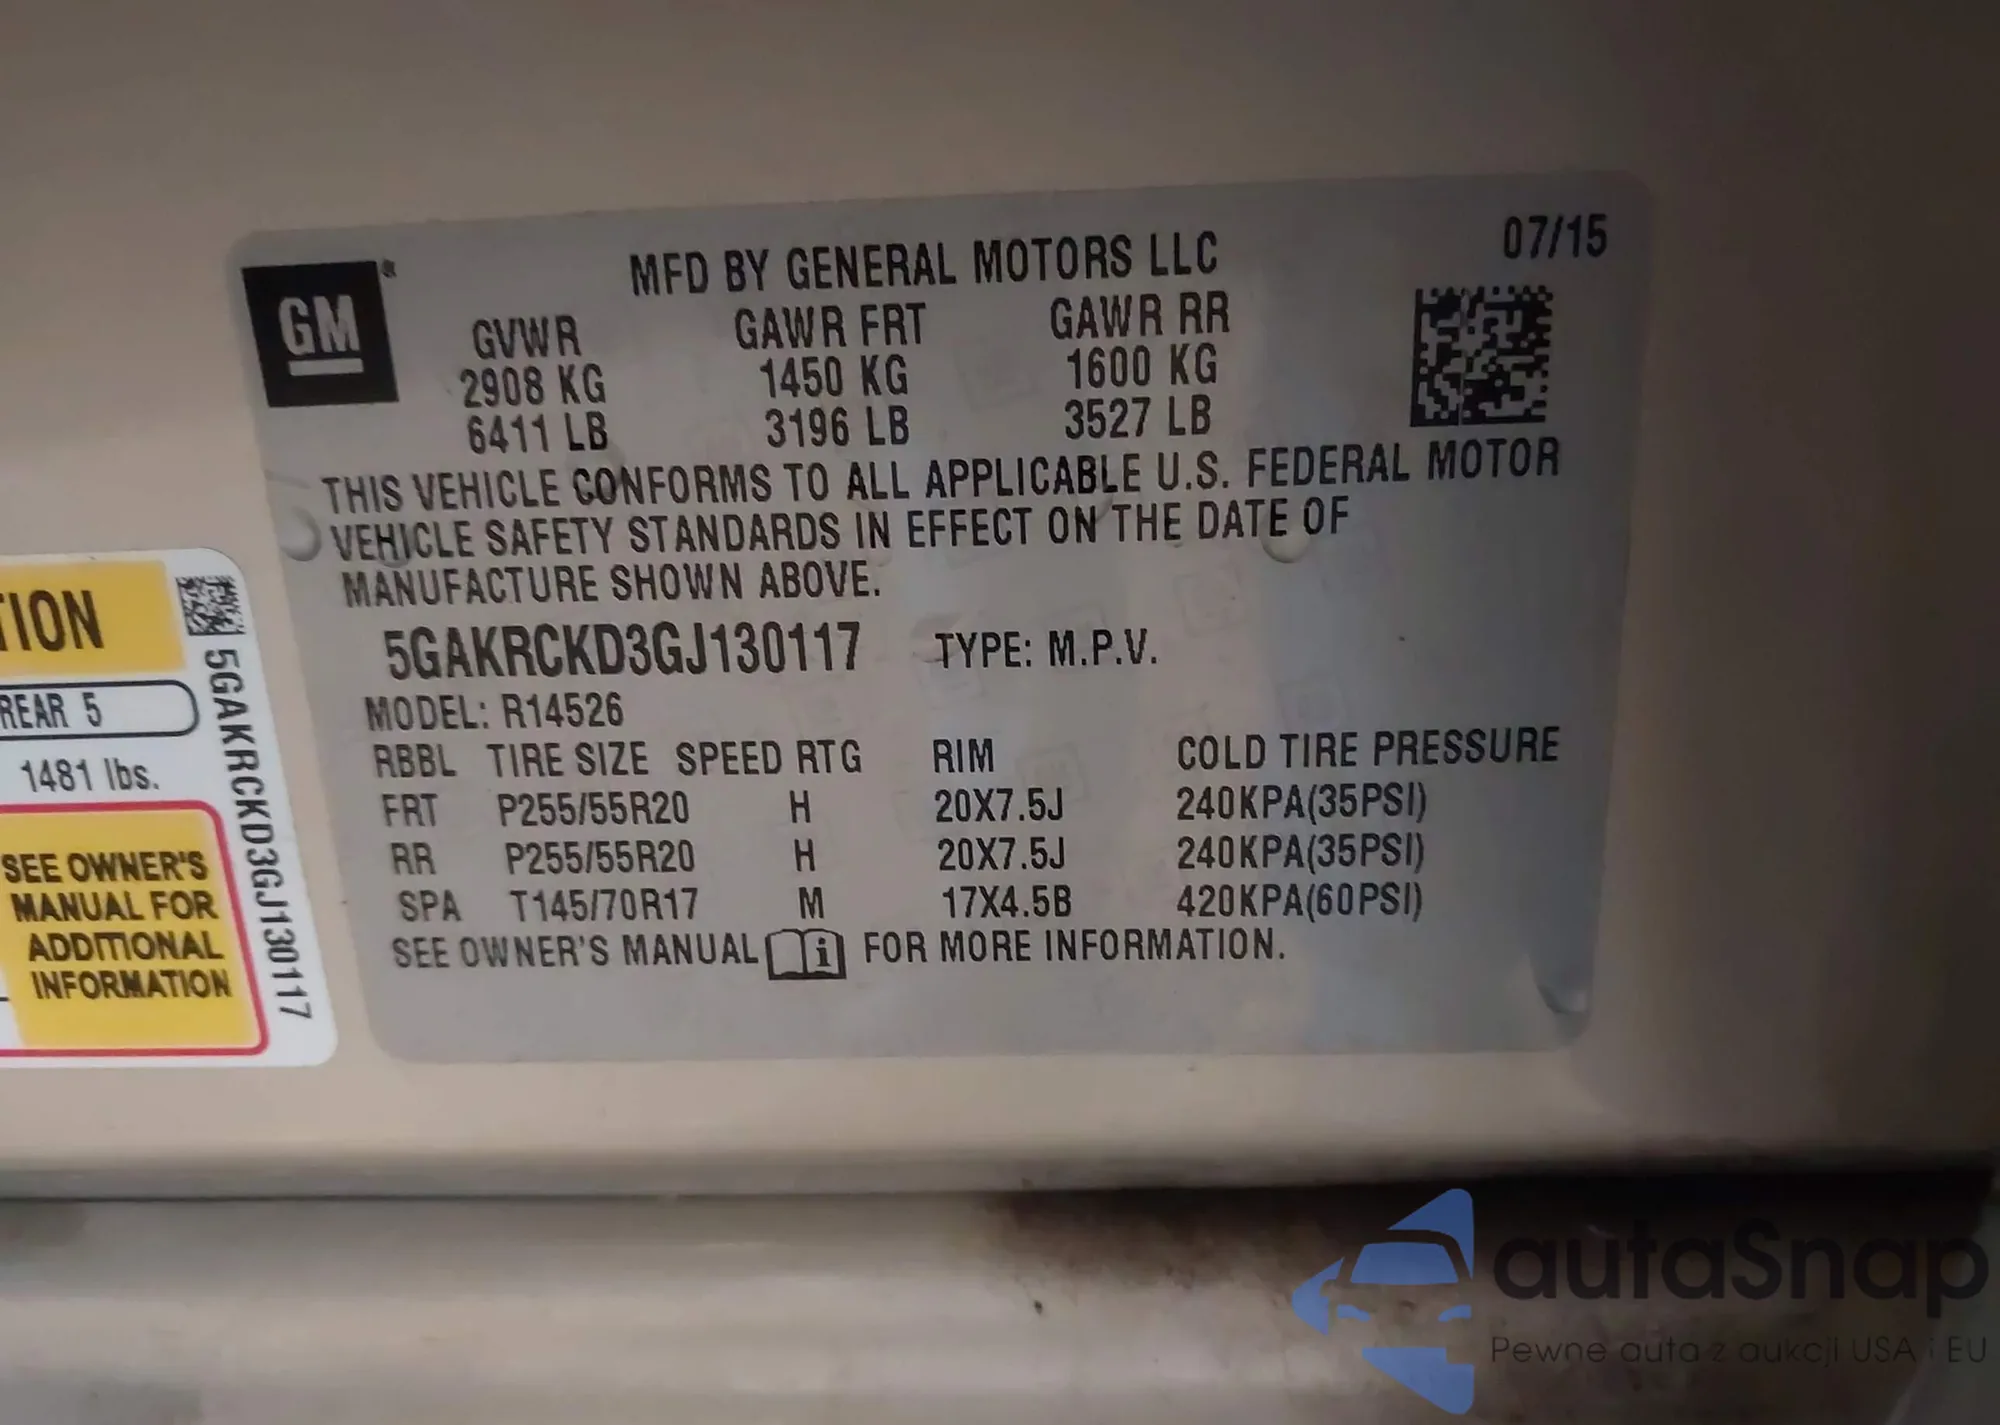 07/15
MFD BY GENERAL MOTORS LLC
GM
GVWR GAWR FRT GAWR RR
2908 KG 1450 KG 1600 KG
6411 LB 3196 LB 3527 LB
THIS VEHICLE CONFORMS TO ALL APPLICABLE U.S. FEDERAL MOTOR
VEHICLE SAFETY STANDARDS IN EFFECT ON THE DATE OF
MANUFACTURE SHOWN ABOVE.
5GAKRCKD3GJ130117 TYPE: M.P.V.
MODEL: R14526
RBBL TIRE SIZE SPEED RTG RIM COLD TIRE PRESSURE
FRT P255/55R20 H 20X7.5J 240KPA(35PSI)
RR P255/55R20 H 20X7.5J 240KPA(35PSI)
SPA T145/70R17 M 17X4.5B 420KPA(60PSI)
SEE OWNER'S MANUAL i FOR MORE INFORMATION.
TION
REAR 5
1481 lbs.
SEE OWNER'S
MANUAL FOR
ADDITIONAL
INFORMATION
5GAKRCKD3GJ130117
autaSnap
Pewne auta z aukcji USA i EU